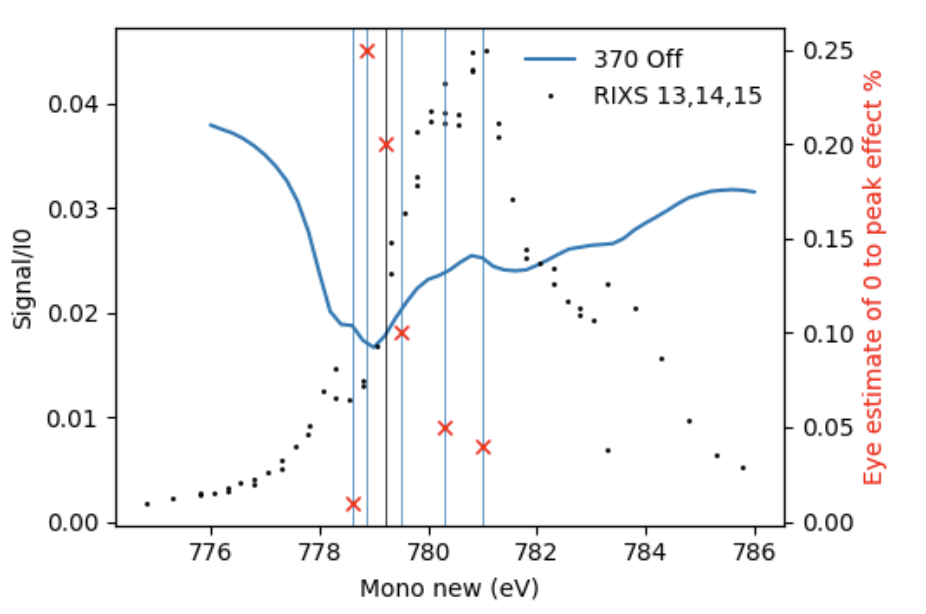 370 Off
RIXS 13,14,15
0.04
0.03
0.02
0.01
0.00
Signal/I0
0.25
0.20
0.15
0.10
0.05
0.00
Eye estimate of 0 to peak effect %
776 778 780 782 784 786
Mono new (eV)